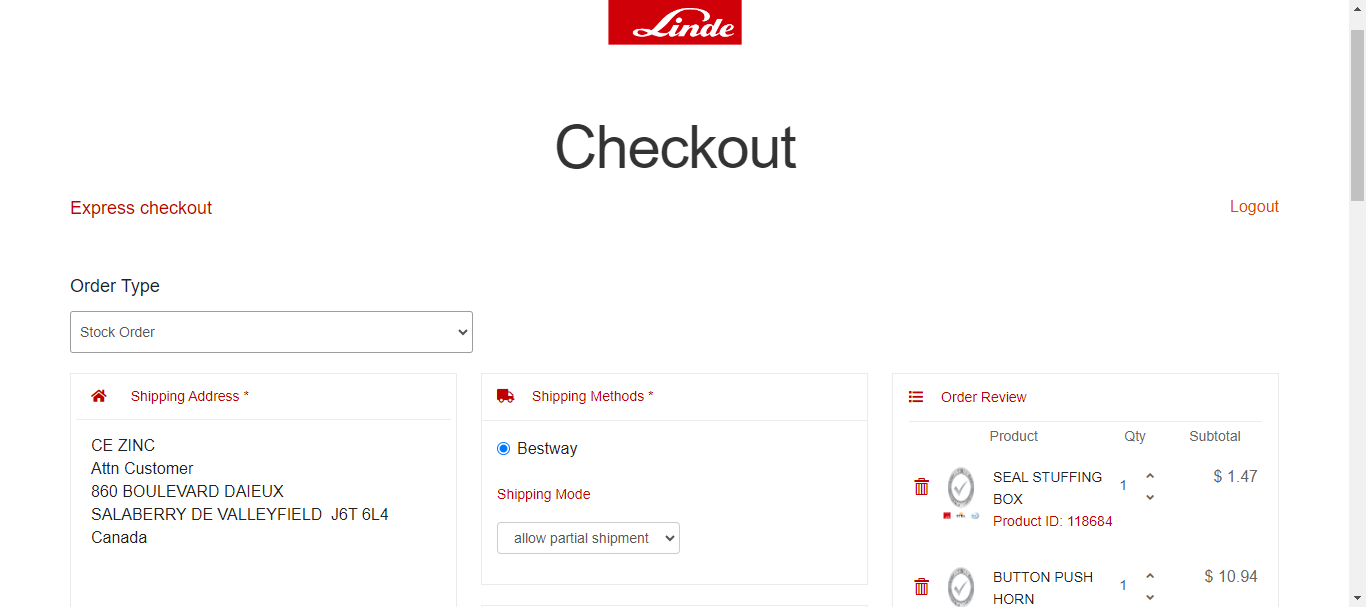 Linde
Checkout
Express checkout
Logout
Order Type
Stock Order
Shipping Address *
CE ZINC
Attn Customer
860 BOULEVARD DAIEUX
SALABERRY DE VALLEYFIELD  J6T 6L4
Canada
Shipping Methods *
Bestway
Shipping Mode
allow partial shipment
Order Review
Product Qty Subtotal
SEAL STUFFING 1 $ 1.47
BOX
Product ID: 118684
BUTTON PUSH 1 $ 10.94
HORN